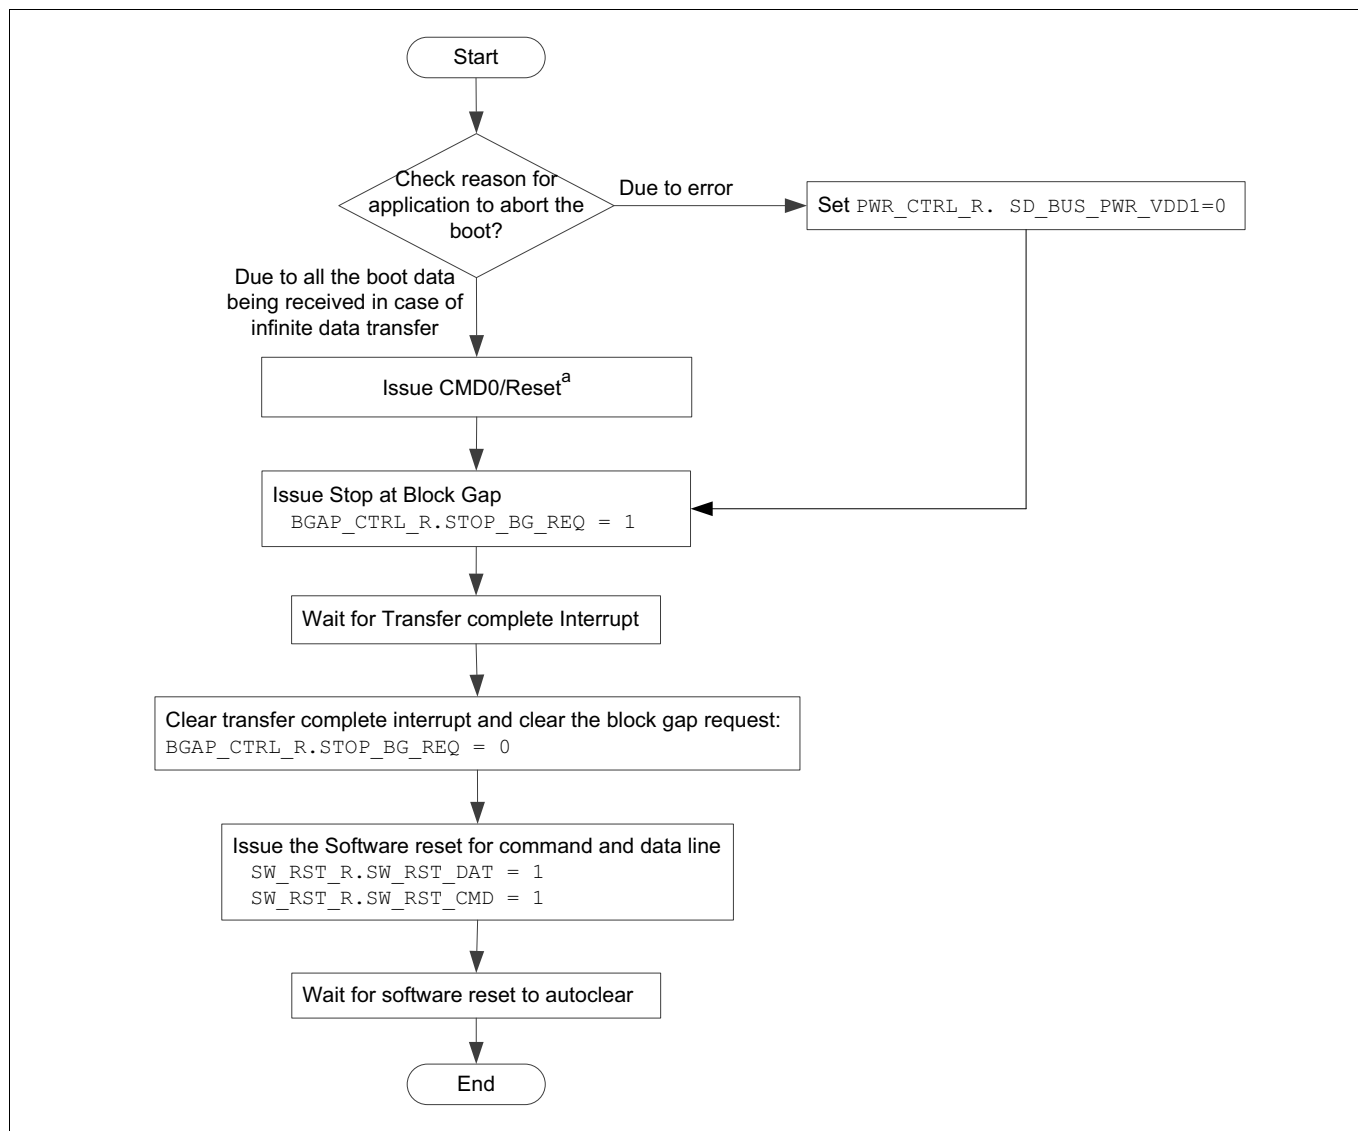 Start
Check reason for
application to abort the
boot?
Due to error
Set PWR_CTRL_R. SD_BUS_PWR_VDD1=0
Due to all the boot data
being received in case of
infinite data transfer
Issue CMD0/Reset^a
Issue Stop at Block Gap
BGAP_CTRL_R.STOP_BG_REQ = 1
Wait for Transfer complete Interrupt
Clear transfer complete interrupt and clear the block gap request:
BGAP_CTRL_R.STOP_BG_REQ = 0
Issue the Software reset for command and data line
SW_RST_R.SW_RST_DAT = 1
SW_RST_R.SW_RST_CMD = 1
Wait for software reset to autoclear
End